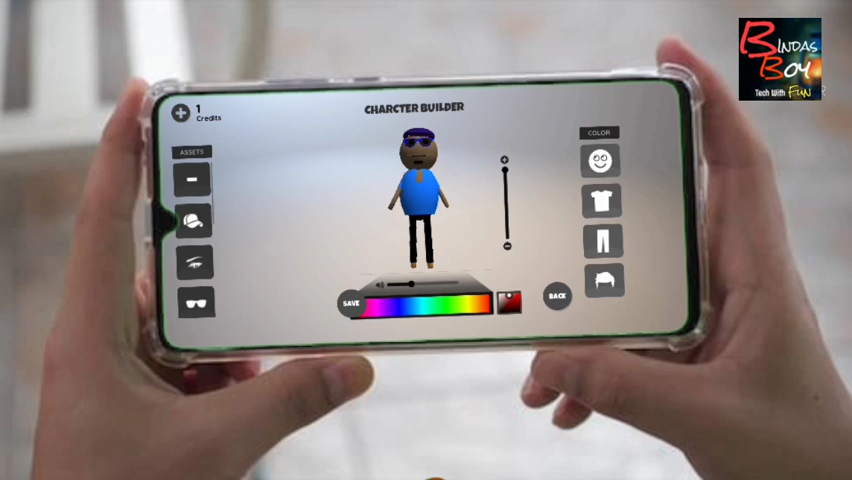 BINDAS
BOY
Tech With Fun
1
Credits
CHARCTER BUILDER
ASSETS
COLOR
SAVE
BACK